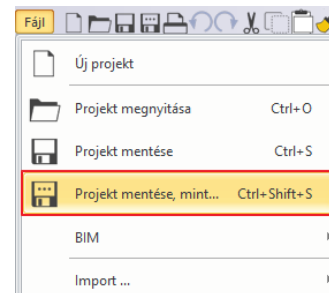 Fájl
Új projekt
Projekt megnyitása Ctrl+O
Projekt mentése Ctrl+S
Projekt mentése, mint... Ctrl+Shift+S
BIM
Import ...